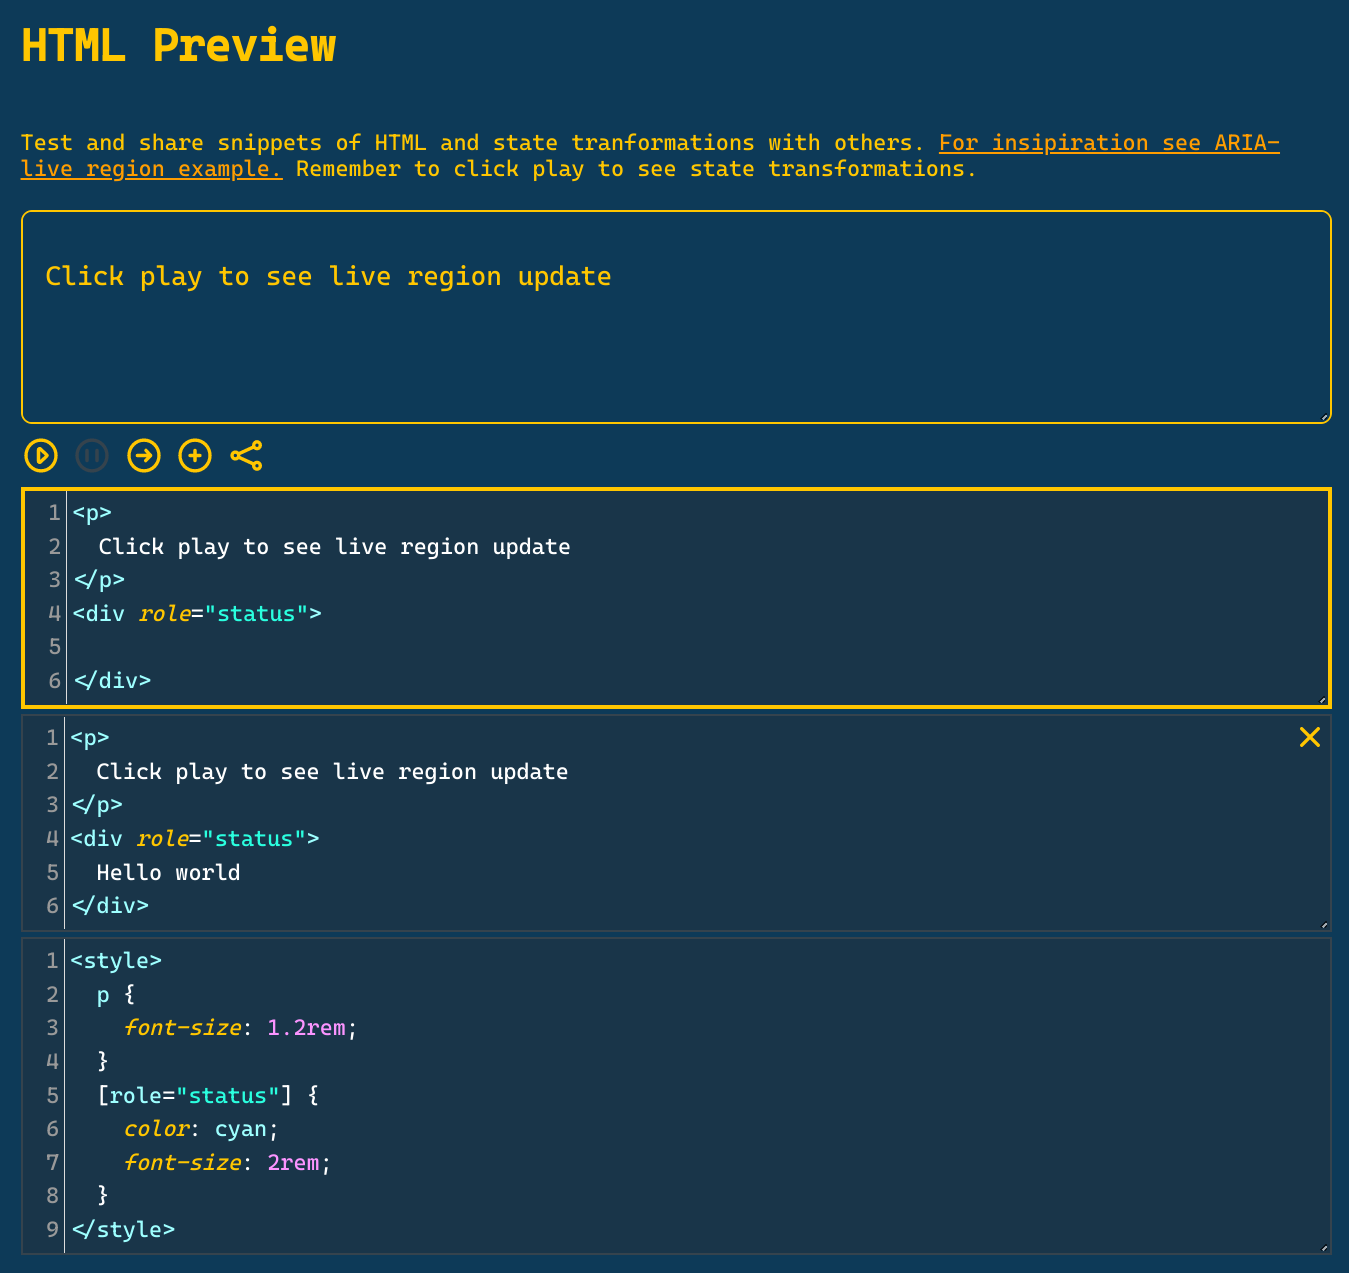 HTML Preview
Test and share snippets of HTML and state tranformations with others. For insipiration see ARIA-
live region example. Remember to click play to see state transformations.
Click play to see live region update
1 <p>
2   Click play to see live region update
3 </p>
4 <div role="status">
5
6 </div>
1 <p>
2   Click play to see live region update
3 </p>
4 <div role="status">
5   Hello world
6 </div>
1 <style>
2   p {
3     font-size: 1.2rem;
4   }
5   [role="status"] {
6     color: cyan;
7     font-size: 2rem;
8   }
9 </style>